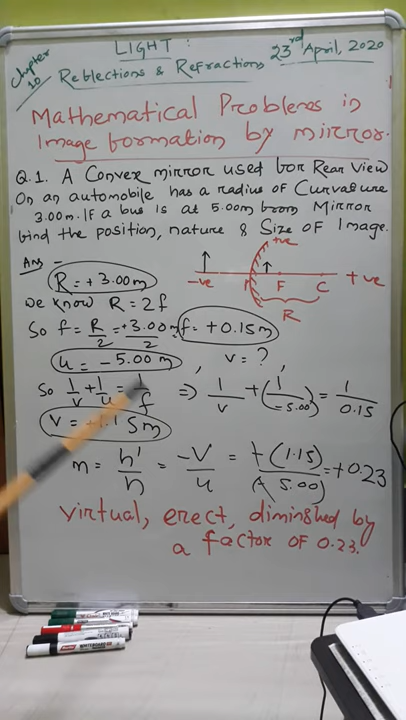 LIGHT:
23rd April, 2020
Chapter 10
Reflections & Refractions
Mathematical Problems in
Image formation by mirror.
Q.1. A Convex mirror used for Rear View
On an automobile has a radius of Curvature
3.00m. If a bus is at 5.00m from Mirror
find the position, nature & Size of Image.
Ans –
R = +3.00m
+ve
-ve P F C +ve
R
We know R = 2f
So f = R/2 = +3.00m/2 f = +0.15m
u = -5.00m, v = ?,
So 1/v + 1/u = 1/f ⇒ 1/v + (1/-5.00) = 1/0.15
V = +1.15m
m = h'/h = -V/u = +(1.15)/(-5.00) = +0.23
virtual, erect, diminished by
a factor OF 0.23.
WHITEBOARD